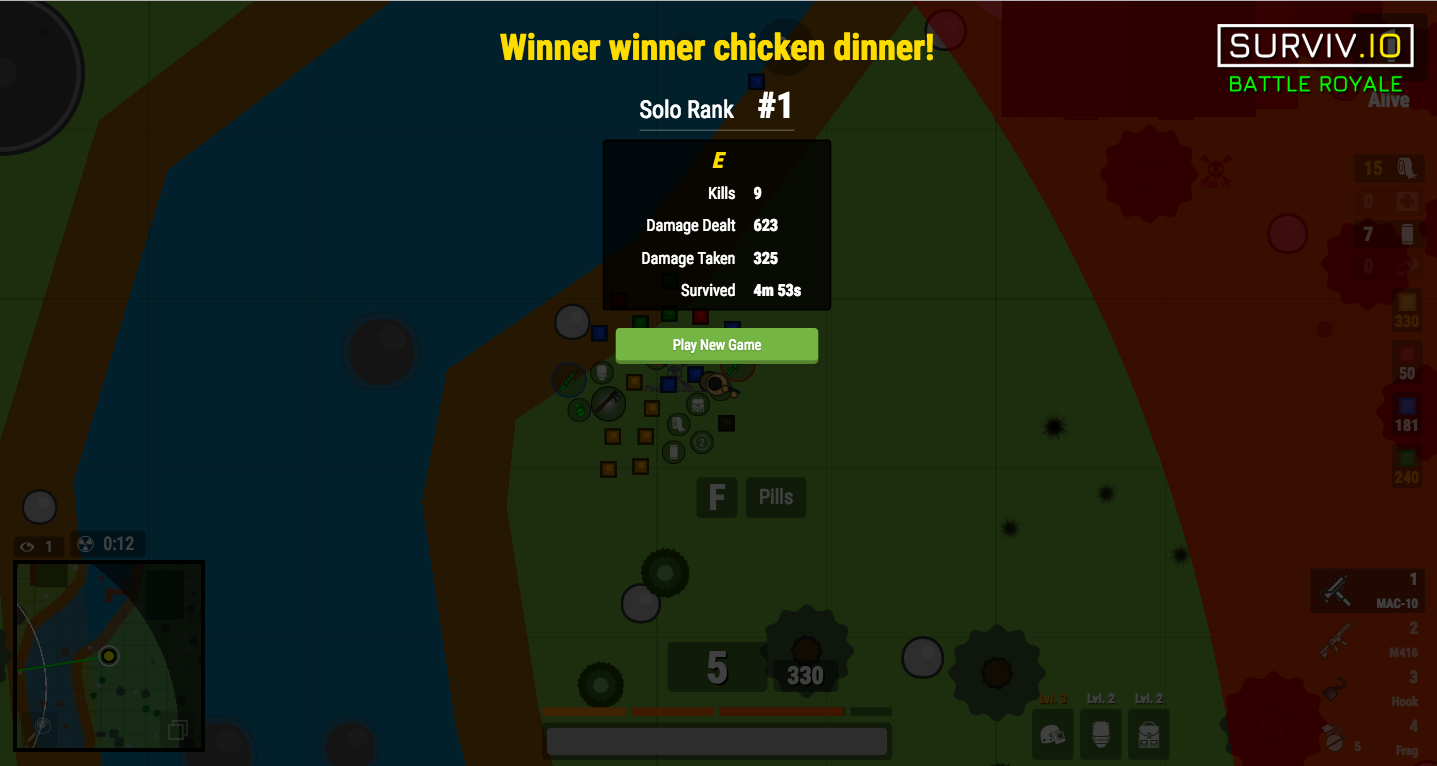 Winner winner chicken dinner!
SURVIV.IO
BATTLE ROYALE
Solo Rank #1
Alive
E
Kills 9
Damage Dealt 623
Damage Taken 325
Survived 4m 53s
Play New Game
15
0
7
0
330
50
181
240
2
F Pills
1 0:12
5 330
1
MAC-10
2
M416
3
Hook
4
5 Frag
Lvl. 3 Lvl. 2 Lvl. 2